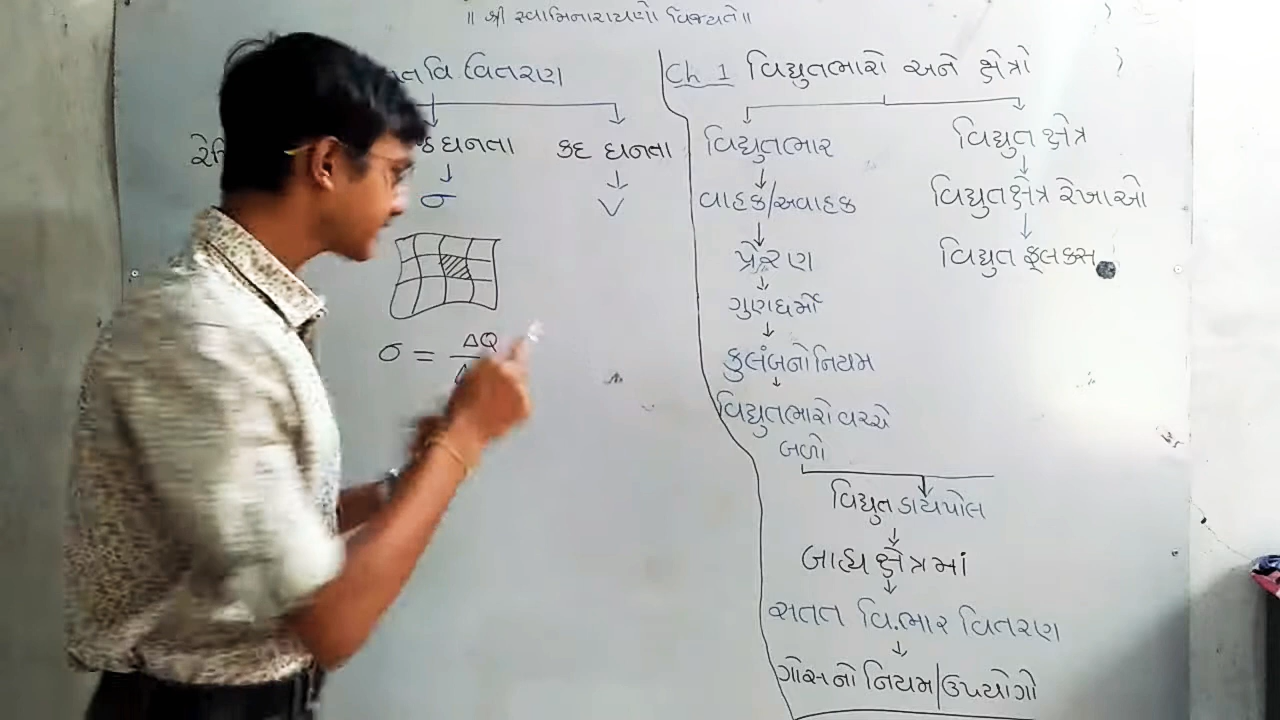 ॥ શ્રી સ્વામિનારાયણો વિજયતે॥
વિ વિતરણ
ઘનતા
કદ ઘનતા
σ
V
σ = ΔQ
Ch 1 વિદ્યુતભારો અને ક્ષેત્રો
વિદ્યુતભાર
વાહક/અવાહક
પ્રેરણ
ગુણધર્મો
કુલંબનો નિયમ
વિદ્યુતભારો વચ્ચે
બળો
વિદ્યુત ક્ષેત્ર
વિદ્યુતક્ષેત્ર રેખાઓ
વિદ્યુત ફ્લક્સ
વિદ્યુત ડાયપોલ
બાહ્ય ક્ષેત્રમાં
સતત વિ.ભાર વિતરણ
ગોસ નો નિયમ/ઉપયોગો